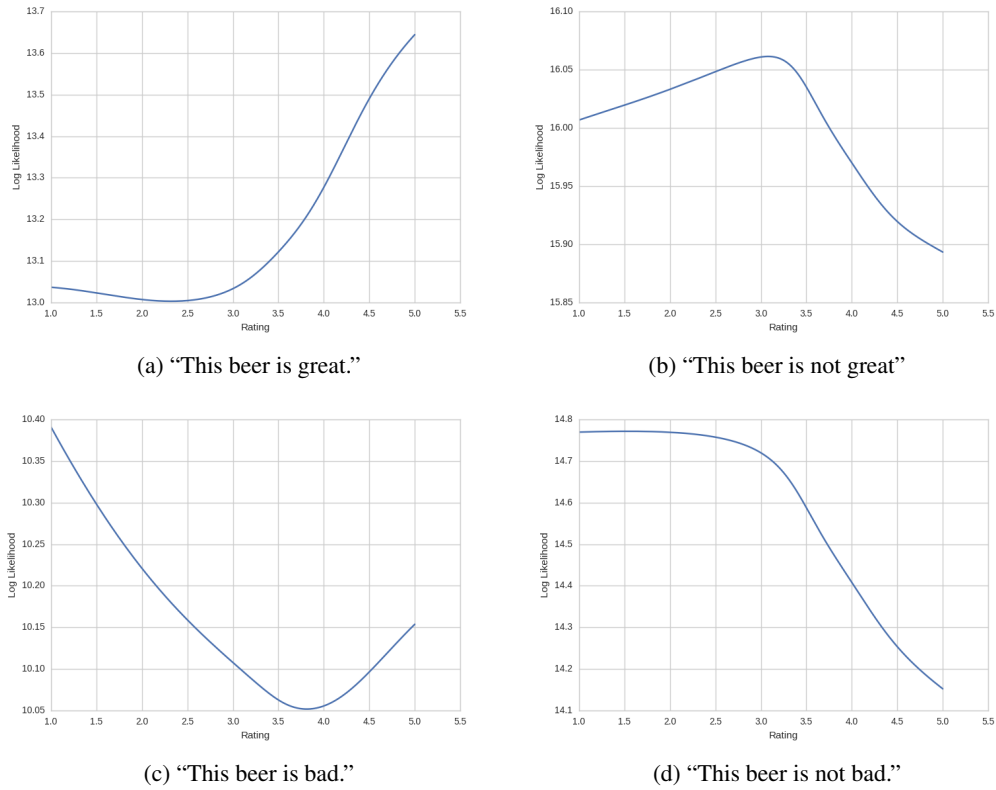 13.7
13.6
13.5
13.4
13.3
13.2
13.1
13.0
Log Likelihood
1.0 1.5 2.0 2.5 3.0 3.5 4.0 4.5 5.0 5.5
Rating
(a) “This beer is great.”
16.10
16.05
16.00
15.95
15.90
15.85
Log Likelihood
1.0 1.5 2.0 2.5 3.0 3.5 4.0 4.5 5.0 5.5
Rating
(b) “This beer is not great”
10.40
10.35
10.30
10.25
10.20
10.15
10.10
10.05
Log Likelihood
1.0 1.5 2.0 2.5 3.0 3.5 4.0 4.5 5.0 5.5
Rating
(c) “This beer is bad.”
14.8
14.7
14.6
14.5
14.4
14.3
14.2
14.1
Log Likelihood
1.0 1.5 2.0 2.5 3.0 3.5 4.0 4.5 5.0 5.5
Rating
(d) “This beer is not bad.”